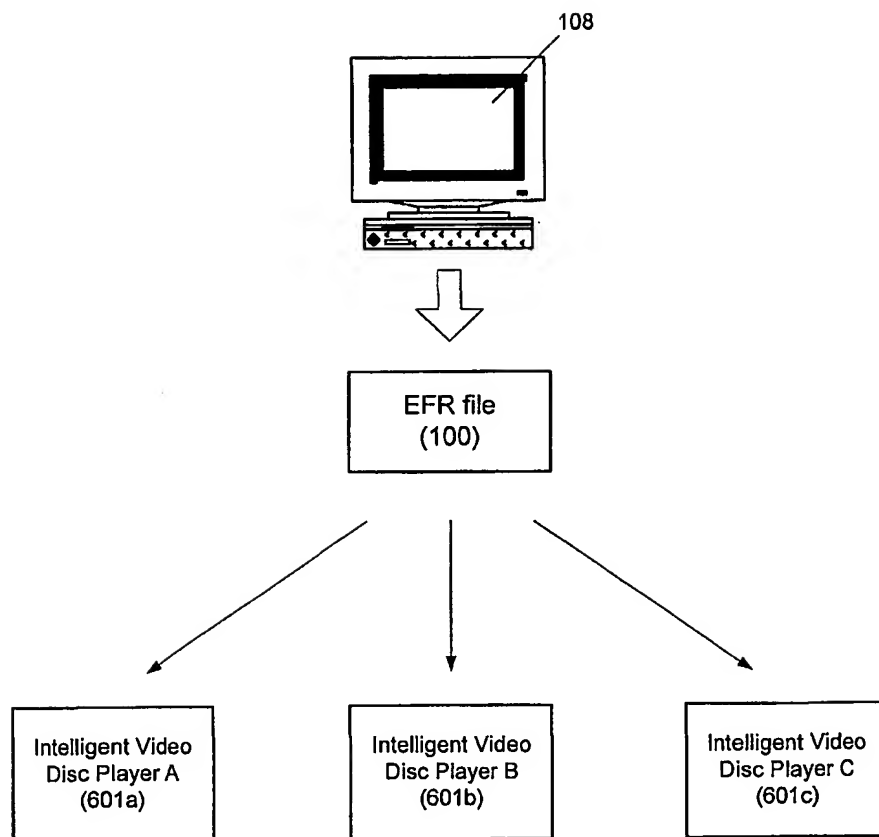 108
EFR file
(100)
Intelligent Video
Disc Player A
(601a)
Intelligent Video
Disc Player B
(601b)
Intelligent Video
Disc Player C
(601c)